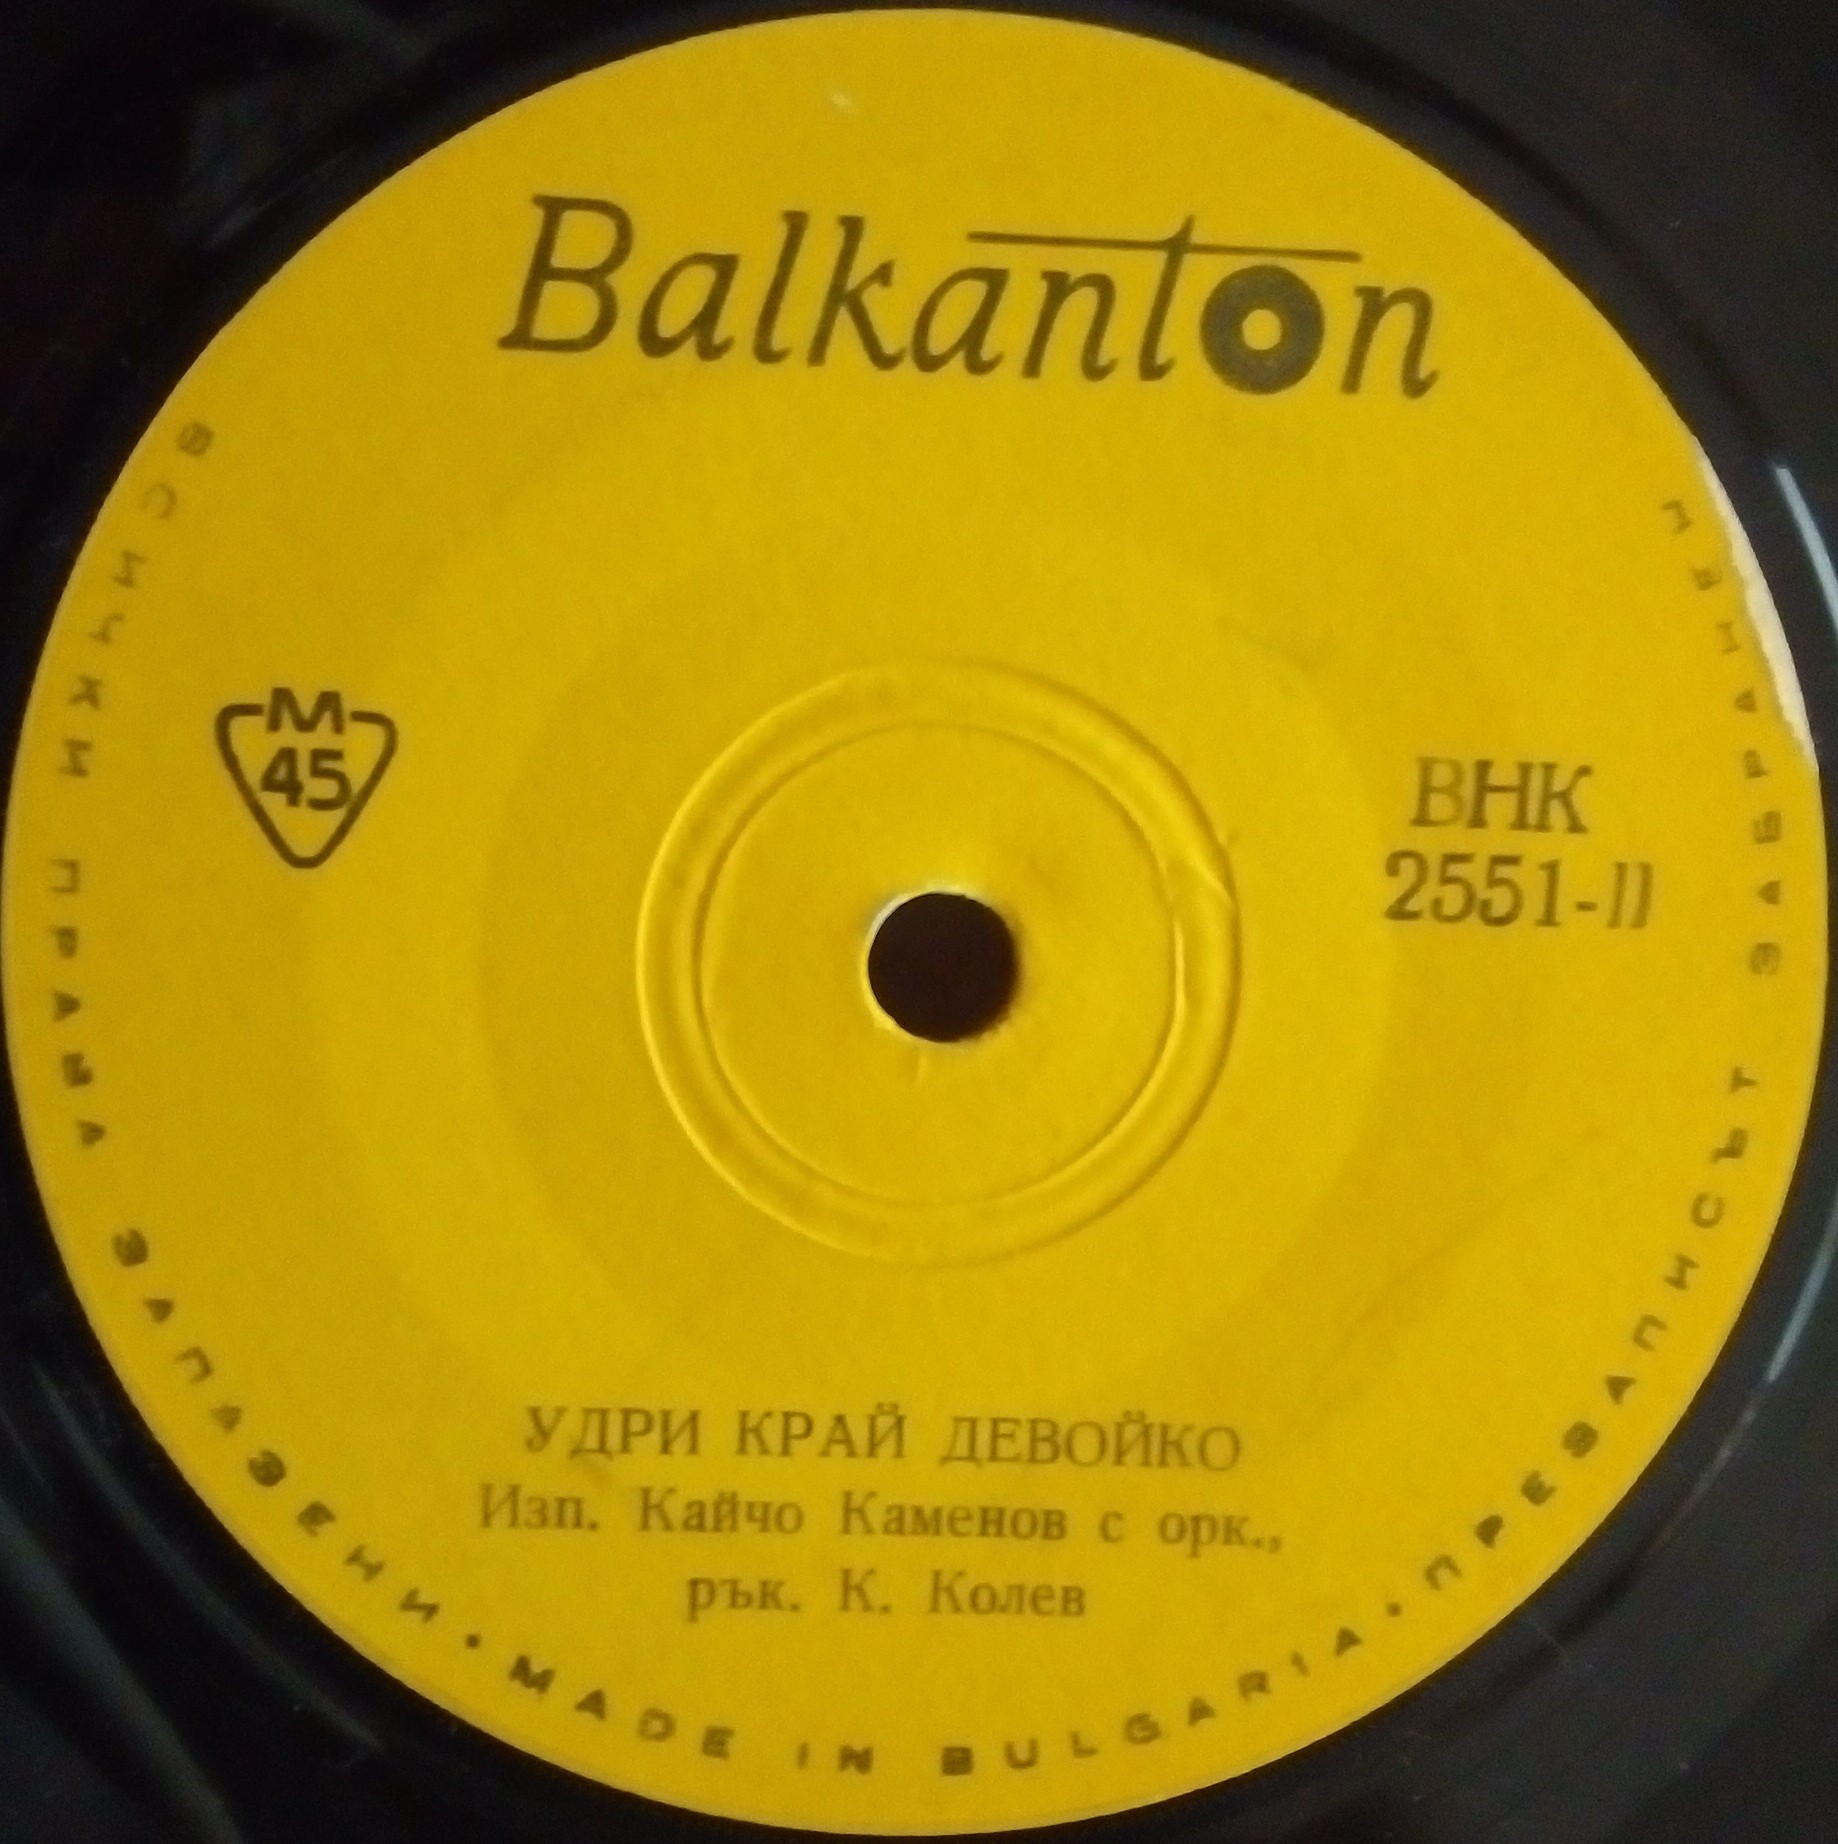 Balkanton
М
45
ВНК
2551-II
УДРИ КРАЙ ДЕВОЙКО
Изп. Кайчо Каменов с орк.,
рък. К. Колев
ВСИЧКИ ПРАВА ЗАПАЗЕНИ • MADE IN BULGARIA • ПРЕЗАПИСЪТ ЗАБРАНЕН